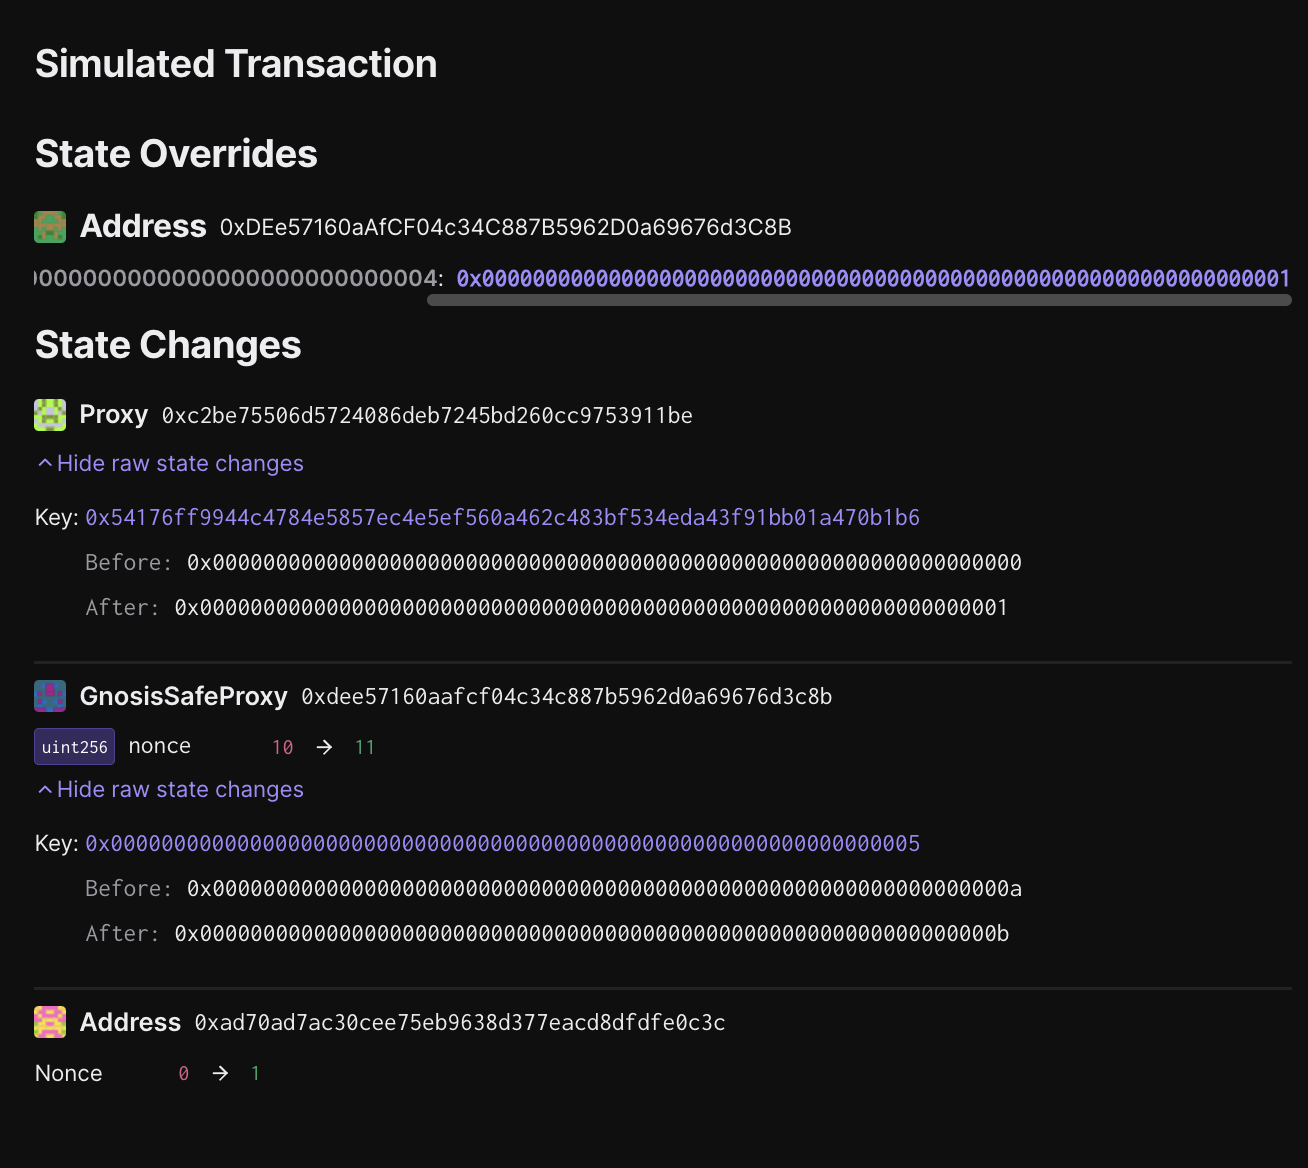 Simulated Transaction
State Overrides
Address 0xDEe57160aAfCF04c34C887B5962D0a69676d3C8B
0x0000000000000000000000000000000000000000000000000000000000000001
State Changes
Proxy 0xc2be75506d5724086deb7245bd260cc9753911be
Hide raw state changes
Key: 0x54176ff9944c4784e5857ec4e5ef560a462c483bf534eda43f91bb01a470b1b6
Before: 0x0000000000000000000000000000000000000000000000000000000000000000
After: 0x0000000000000000000000000000000000000000000000000000000000000001
GnosisSafeProxy 0xdee57160aafcf04c34c887b5962d0a69676d3c8b
uint256 nonce 10 → 11
Hide raw state changes
Key: 0x0000000000000000000000000000000000000000000000000000000000000005
Before: 0x000000000000000000000000000000000000000000000000000000000000000a
After: 0x000000000000000000000000000000000000000000000000000000000000000b
Address 0xad70ad7ac30cee75eb9638d377eacd8dfdfe0c3c
Nonce 0 → 1